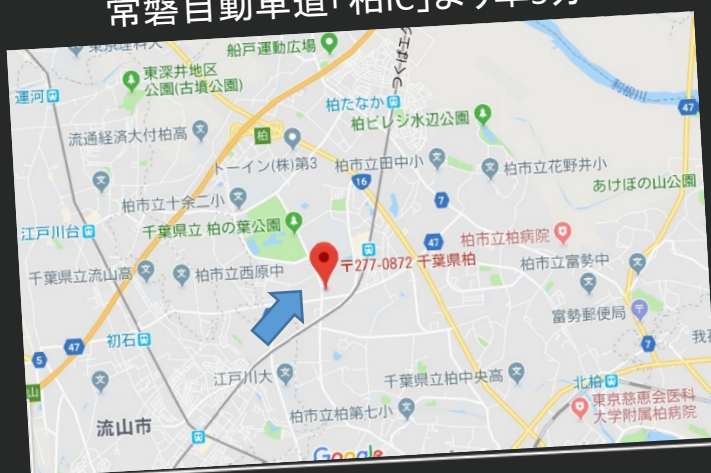 常磐自動車道「柏IC」より車5分
船戸運動広場
東深井地区
公園(古墳公園)
運河
柏たなか
柏ビレジ水辺公園
利根川
47
流通経済大付柏高
柏
トーイン(株)第3
柏市立田中小
柏市立花野井小
16
あけぼの山公園
柏市立十余二小
7
江戸川台
千葉県立 柏の葉公園
47
柏市立柏病院
〒277-0872 千葉県柏
柏市立富勢中
千葉県立流山高
柏市立西原中
富勢郵便局
初石
47
5
7
我孫
江戸川大
千葉県立柏中央高
北柏
東京慈恵会医科
大学附属柏病院
柏市立柏第七小
流山市
Google